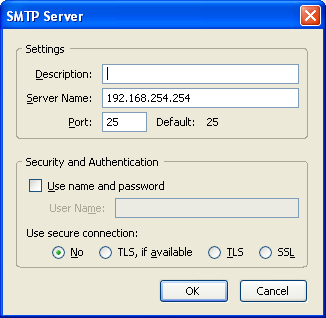 SMTP Server
Settings
Description:
Server Name: 192.168.254.254
Port: 25 Default: 25
Security and Authentication
Use name and password
User Name:
Use secure connection:
No TLS, if available TLS SSL
OK Cancel